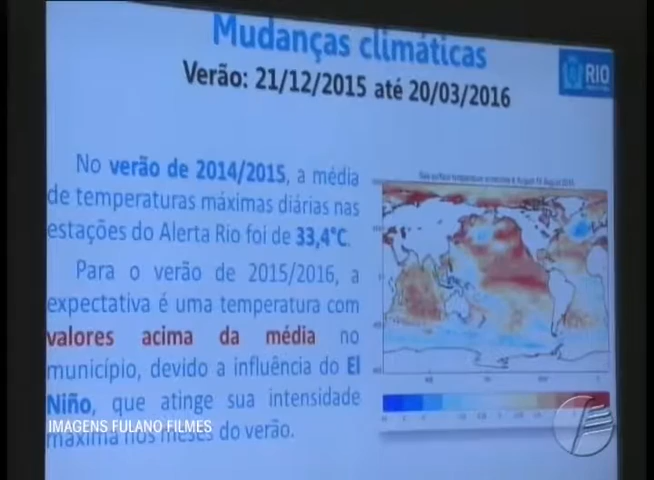 Mudanças climáticas
Verão: 21/12/2015 até 20/03/2016
RIO
No verão de 2014/2015, a média
de temperaturas máximas diárias nas
estações do Alerta Rio foi de 33,4°C.
Para o verão de 2015/2016, a
expectativa é uma temperatura com
valores acima da média no
município, devido a influência do El
Niño, que atinge sua intensidade
máxima nos meses do verão.
IMAGENS FULANO FILMES